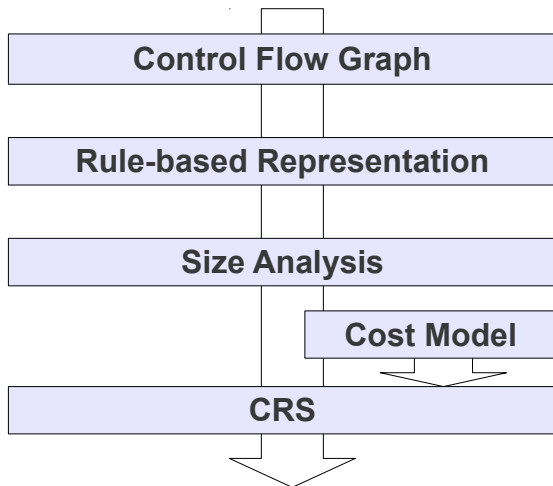 Control Flow Graph
Rule-based Representation
Size Analysis
Cost Model
CRS